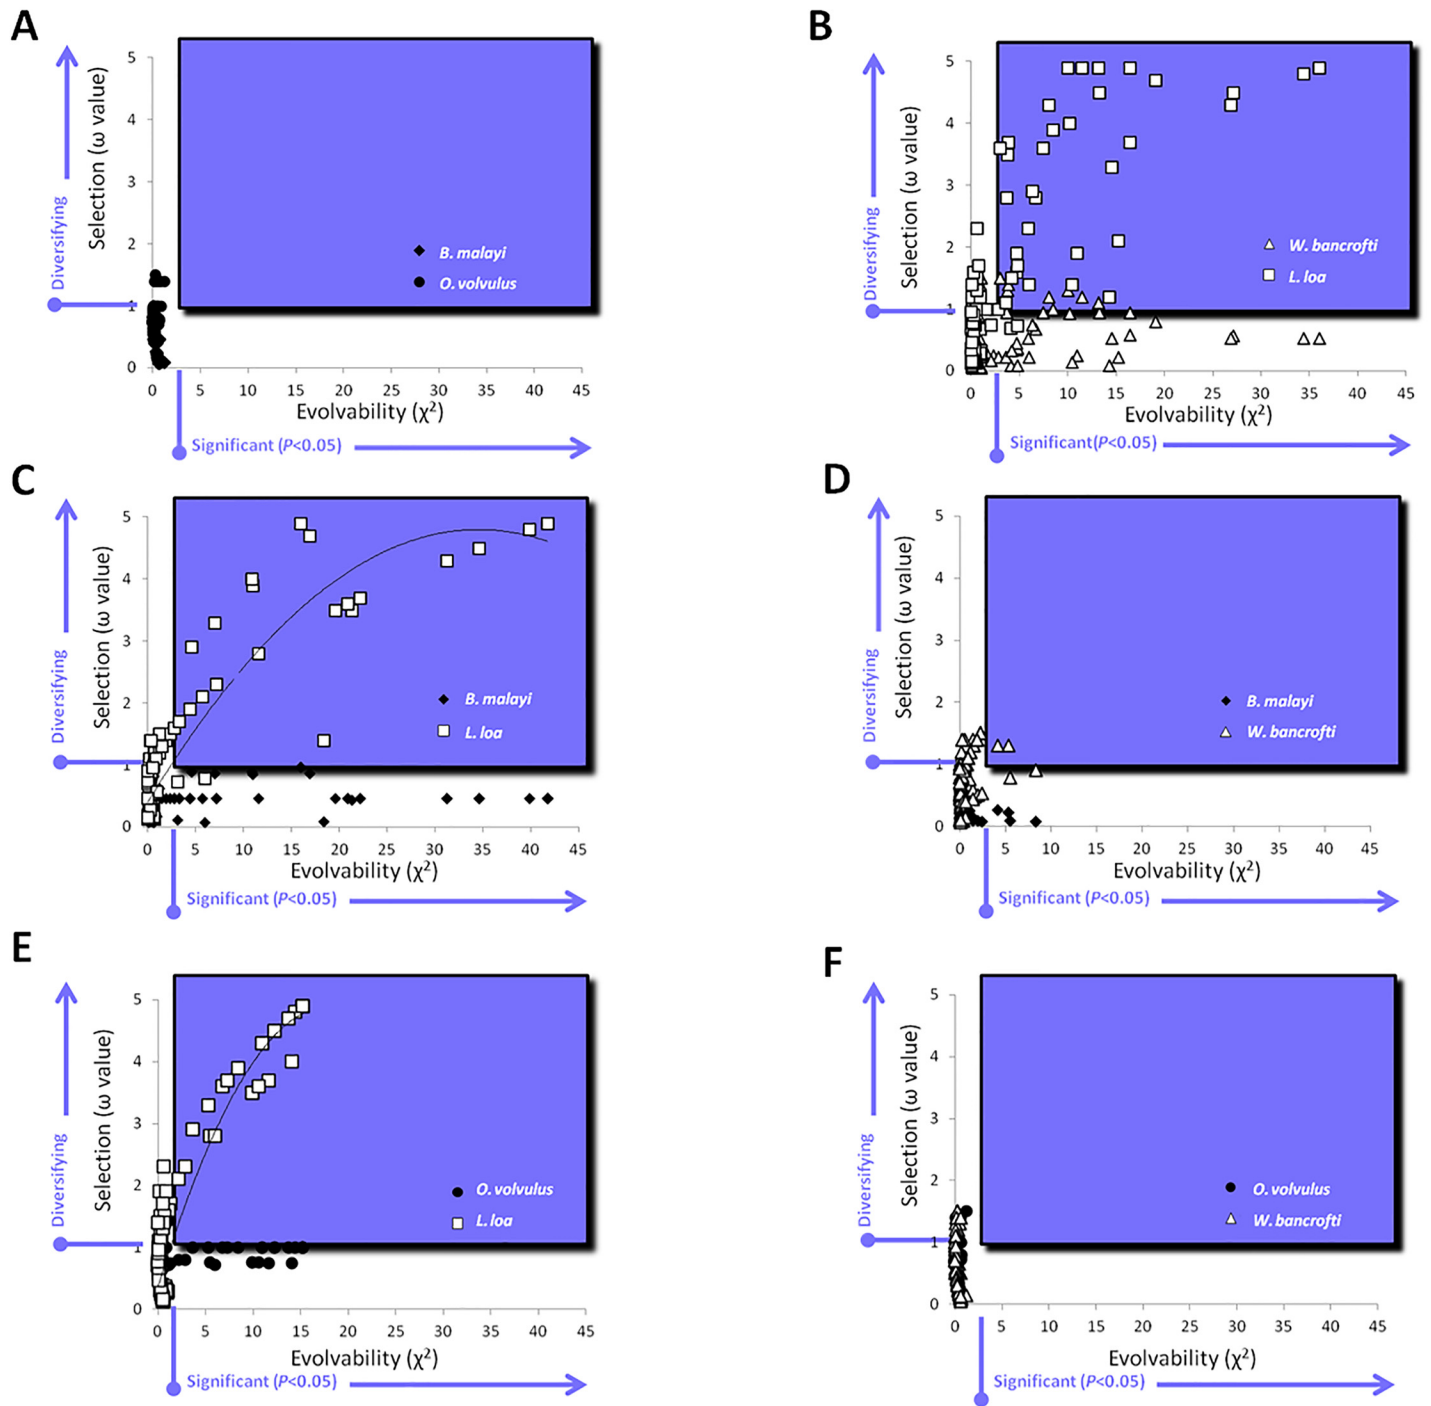 A
5
4
3
2
1
0
Diversifying
Selection (ω value)
B. malayi
O. volvulus
0 5 10 15 20 25 30 35 40 45
Evolvability (χ²)
Significant (P<0.05)
B
5
4
3
2
1
0
Diversifying
Selection (ω value)
W. bancrofti
L. loa
0 5 10 15 20 25 30 35 40 45
Evolvability (χ²)
Significant(P<0.05)
C
5
4
3
2
1
0
Diversifying
Selection (ω value)
B. malayi
L. loa
0 5 10 15 20 25 30 35 40 45
Evolvability (χ²)
Significant (P<0.05)
D
5
4
3
2
1
0
Diversifying
Selection (ω value)
B. malayi
W. bancrofti
0 5 10 15 20 25 30 35 40 45
Evolvability (χ²)
Significant (P<0.05)
E
5
4
3
2
1
0
Diversifying
Selection (ω value)
O. volvulus
L. loa
0 5 10 15 20 25 30 35 40 45
Evolvability (χ²)
Significant (P<0.05)
F
5
4
3
2
1
0
Diversifying
Selection (ω value)
O. volvulus
W. bancrofti
0 5 10 15 20 25 30 35 40 45
Evolvability (χ²)
Significant (P<0.05)